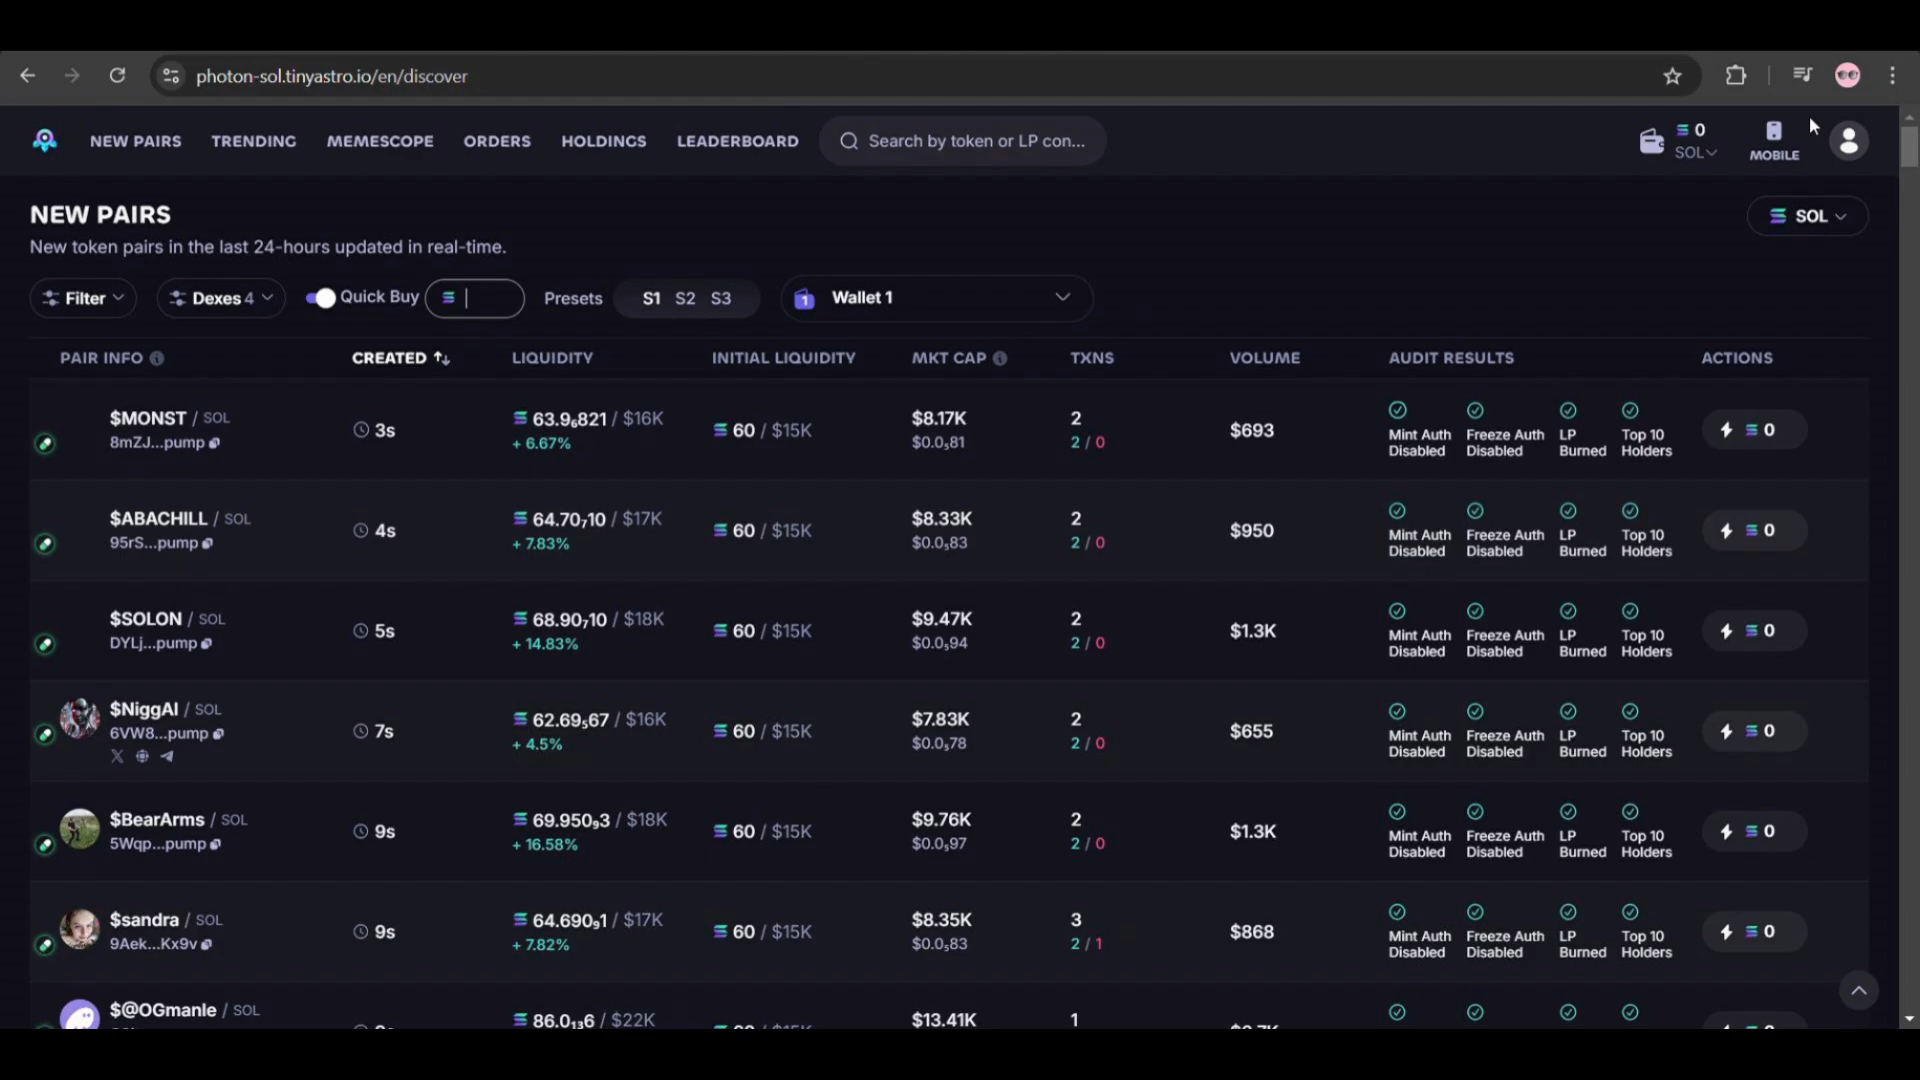 photon-sol.tinyastro.io/en/discover
NEW PAIRS TRENDING MEMESCOPE ORDERS HOLDINGS LEADERBOARD Search by token or LP con... 0 SOL MOBILE
NEW PAIRS SOL
New token pairs in the last 24-hours updated in real-time.
Filter Dexes 4 Quick Buy Presets S1 S2 S3 1 Wallet 1
PAIR INFO CREATED LIQUIDITY INITIAL LIQUIDITY MKT CAP TXNS VOLUME AUDIT RESULTS ACTIONS
$MONST / SOL 3s 63.9₆821 / $16K 60 / $15K $8.17K 2 $693 Mint Auth Freeze Auth LP Top 10 0
8mZJ...pump + 6.67% $0.0₅81 2 / 0 Disabled Disabled Burned Holders
$ABACHILL / SOL 4s 64.70₇10 / $17K 60 / $15K $8.33K 2 $950 Mint Auth Freeze Auth LP Top 10 0
95rS...pump + 7.83% $0.0₅83 2 / 0 Disabled Disabled Burned Holders
$SOLON / SOL 5s 68.90₇10 / $18K 60 / $15K $9.47K 2 $1.3K Mint Auth Freeze Auth LP Top 10 0
DYLj...pump + 14.83% $0.0₅94 2 / 0 Disabled Disabled Burned Holders
$NiggAI / SOL 7s 62.69₅67 / $16K 60 / $15K $7.83K 2 $655 Mint Auth Freeze Auth LP Top 10 0
6VW8...pump + 4.5% $0.0₅78 2 / 0 Disabled Disabled Burned Holders
$BearArms / SOL 9s 69.950₉3 / $18K 60 / $15K $9.76K 2 $1.3K Mint Auth Freeze Auth LP Top 10 0
5Wqp...pump + 16.58% $0.0₅97 2 / 0 Disabled Disabled Burned Holders
$sandra / SOL 9s 64.690₉1 / $17K 60 / $15K $8.35K 3 $868 Mint Auth Freeze Auth LP Top 10 0
9Aek...Kx9v + 7.82% $0.0₅83 2 / 1 Disabled Disabled Burned Holders
$@OGmanle / SOL 86.0₁₃6 / $22K $13.41K 1